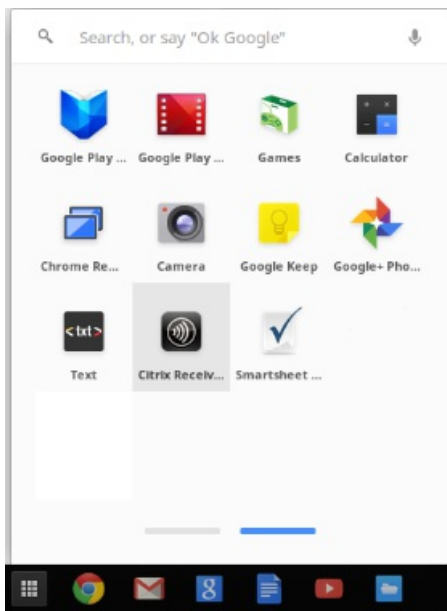 Search, or say "Ok Google"
Google Play ... Google Play ... Games Calculator
Chrome Re... Camera Google Keep Google+ Pho...
<txt>
Text Citrix Receiv... Smartsheet ...
8